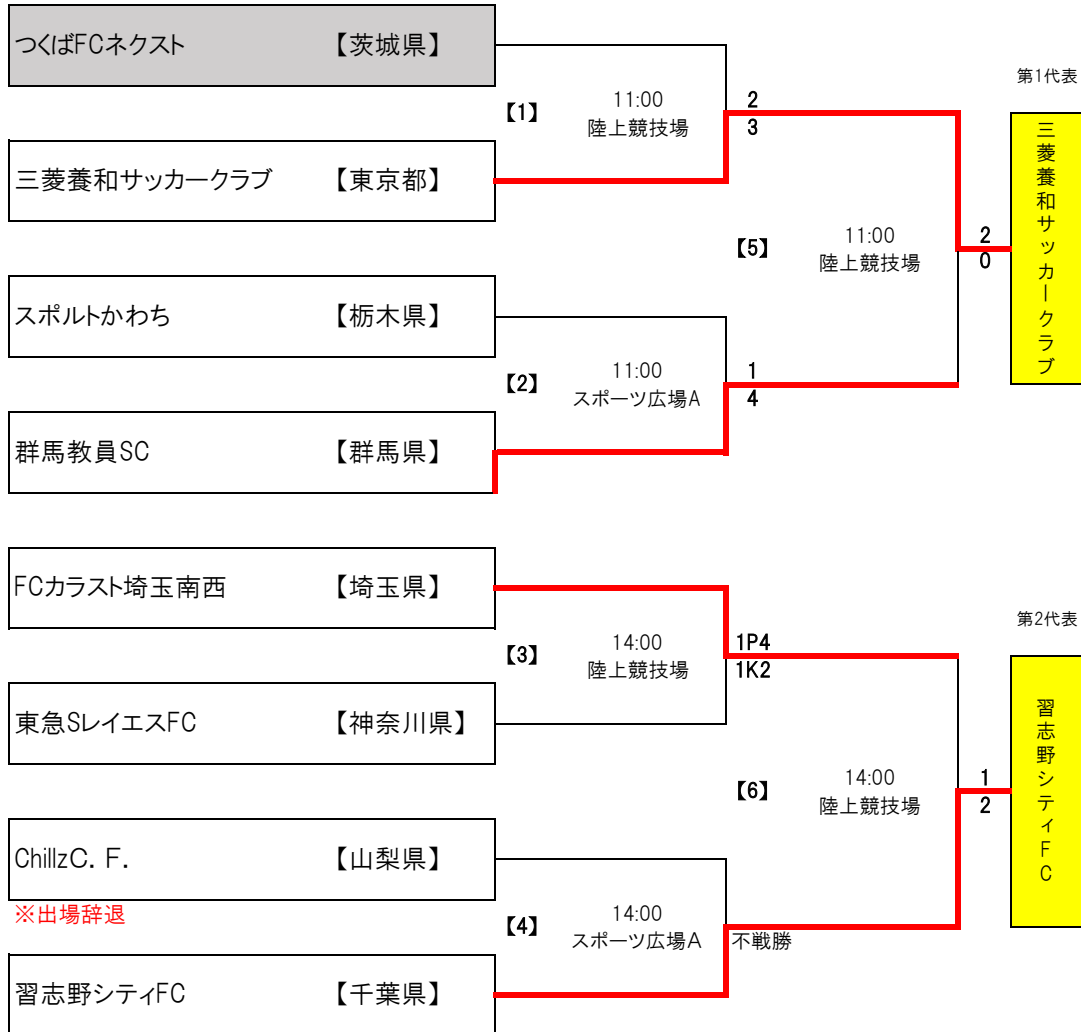 つくばFCネクスト 【茨城県】
第1代表
【1】 11:00 2
陸上競技場 3
三菱養和サッカークラブ
三菱養和サッカークラブ 【東京都】
【5】 11:00 2
陸上競技場 0
スポルトかわち 【栃木県】
【2】 11:00 1
スポーツ広場A 4
群馬教員SC 【群馬県】
FCカラスト埼玉南西 【埼玉県】
第2代表
【3】 14:00 1P4
陸上競技場 1K2
習志野シティFC
東急SレイエスFC 【神奈川県】
【6】 14:00 1
陸上競技場 2
ChillzC. F. 【山梨県】
※出場辞退
【4】 14:00
スポーツ広場A 不戦勝
習志野シティFC 【千葉県】